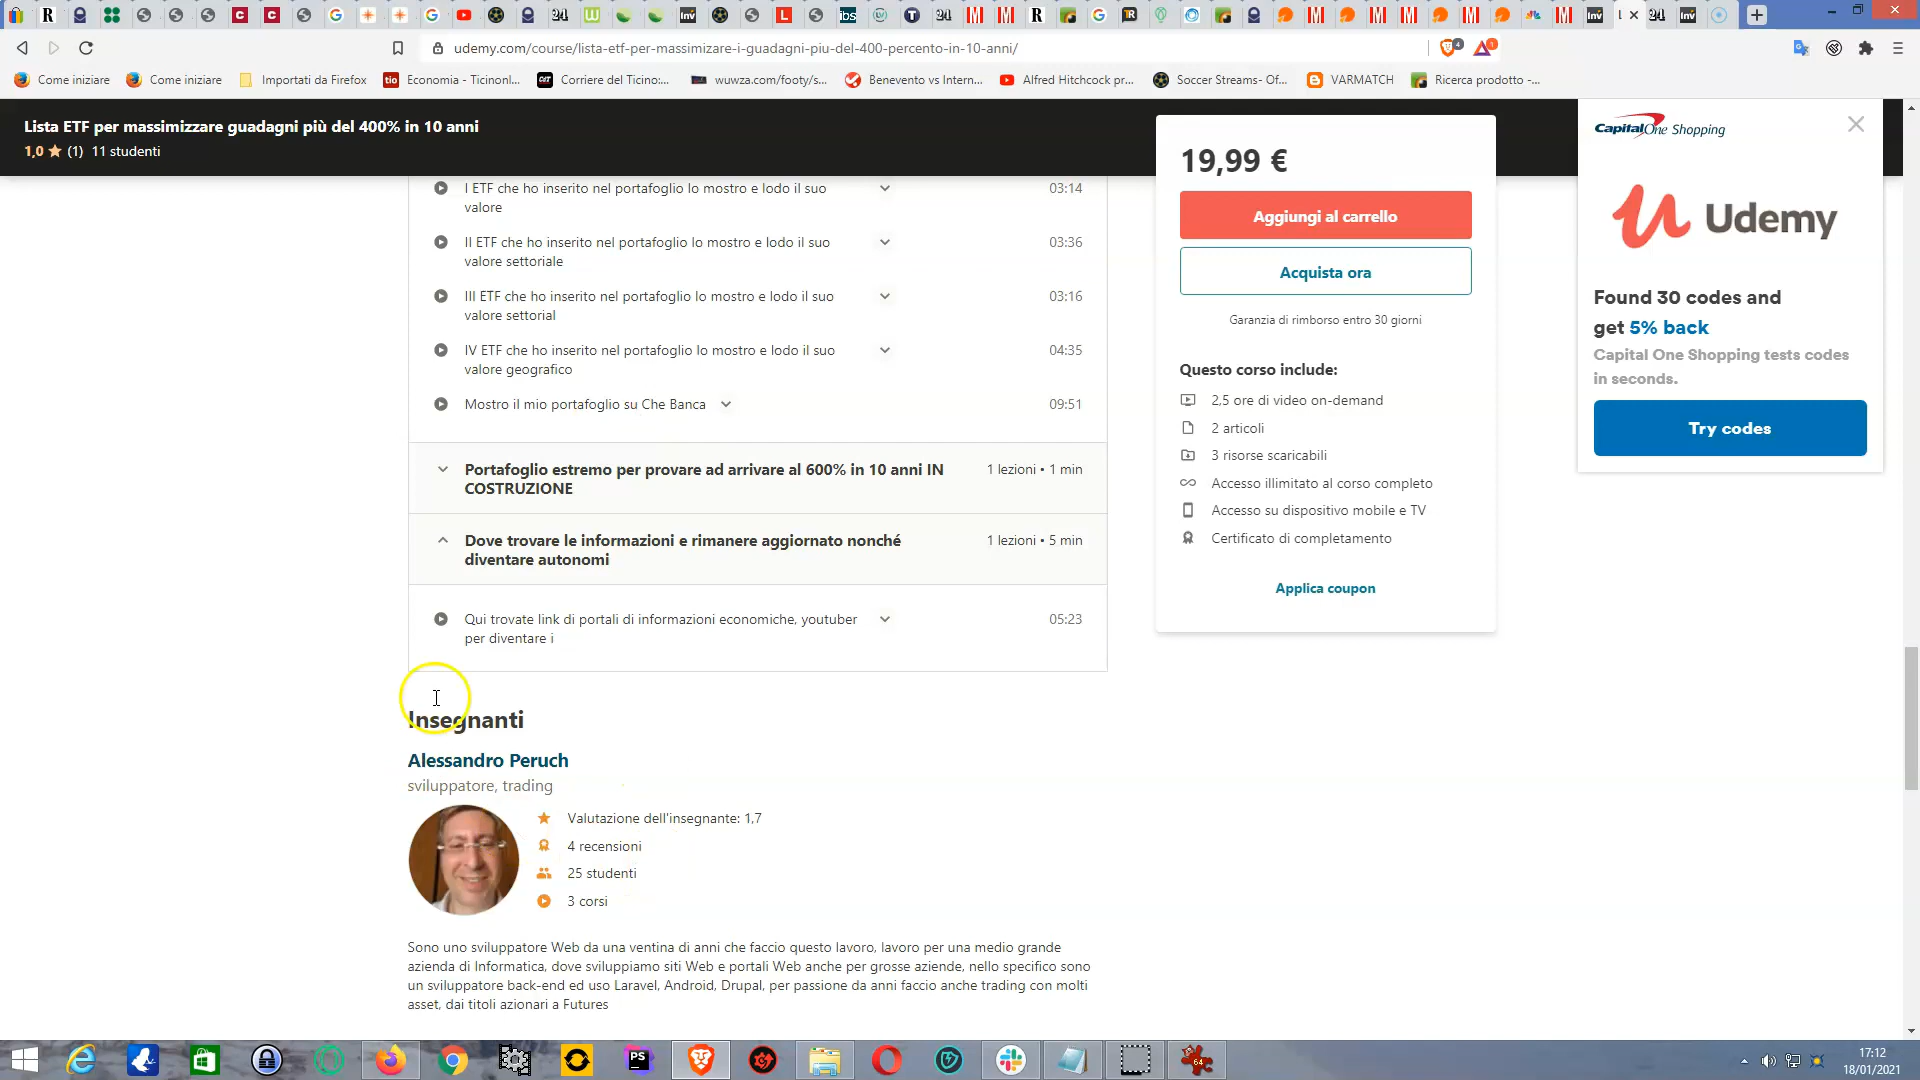 udemy.com/course/lista-etf-per-massimizare-i-guadagni-piu-del-400-percento-in-10-anni/
Come iniziare
Come iniziare
Importati da Firefox
Economia - Ticinonl...
Corriere del Ticino:...
wuwza.com/footy/s...
Benevento vs Intern...
Alfred Hitchcock pr...
Soccer Streams- Of...
VARMATCH
Ricerca prodotto -...
Lista ETF per massimizzare guadagni più del 400% in 10 anni
1,0 (1) 11 studenti
I ETF che ho inserito nel portafoglio lo mostro e lodo il suo
valore
03:14
II ETF che ho inserito nel portafoglio lo mostro e lodo il suo
valore settoriale
03:36
III ETF che ho inserito nel portafoglio lo mostro e lodo il suo
valore settorial
03:16
IV ETF che ho inserito nel portafoglio lo mostro e lodo il suo
valore geografico
04:35
Mostro il mio portafoglio su Che Banca
09:51
Portafoglio estremo per provare ad arrivare al 600% in 10 anni IN
COSTRUZIONE
1 lezioni • 1 min
Dove trovare le informazioni e rimanere aggiornato nonché
diventare autonomi
1 lezioni • 5 min
Qui trovate link di portali di informazioni economiche, youtuber
per diventare i
05:23
Insegnanti
Alessandro Peruch
sviluppatore, trading
Valutazione dell'insegnante: 1,7
4 recensioni
25 studenti
3 corsi
Sono uno sviluppatore Web da una ventina di anni che faccio questo lavoro, lavoro per una medio grande
azienda di Informatica, dove sviluppiamo siti Web e portali Web anche per grosse aziende, nello specifico sono
un sviluppatore back-end ed uso Laravel, Android, Drupal, per passione da anni faccio anche trading con molti
asset, dai titoli azionari a Futures
19,99 €
Aggiungi al carrello
Acquista ora
Garanzia di rimborso entro 30 giorni
Questo corso include:
2,5 ore di video on-demand
2 articoli
3 risorse scaricabili
Accesso illimitato al corso completo
Accesso su dispositivo mobile e TV
Certificato di completamento
Applica coupon
CapitalOne Shopping
Udemy
Found 30 codes and
get 5% back
Capital One Shopping tests codes
in seconds.
Try codes
17:12
18/01/2021